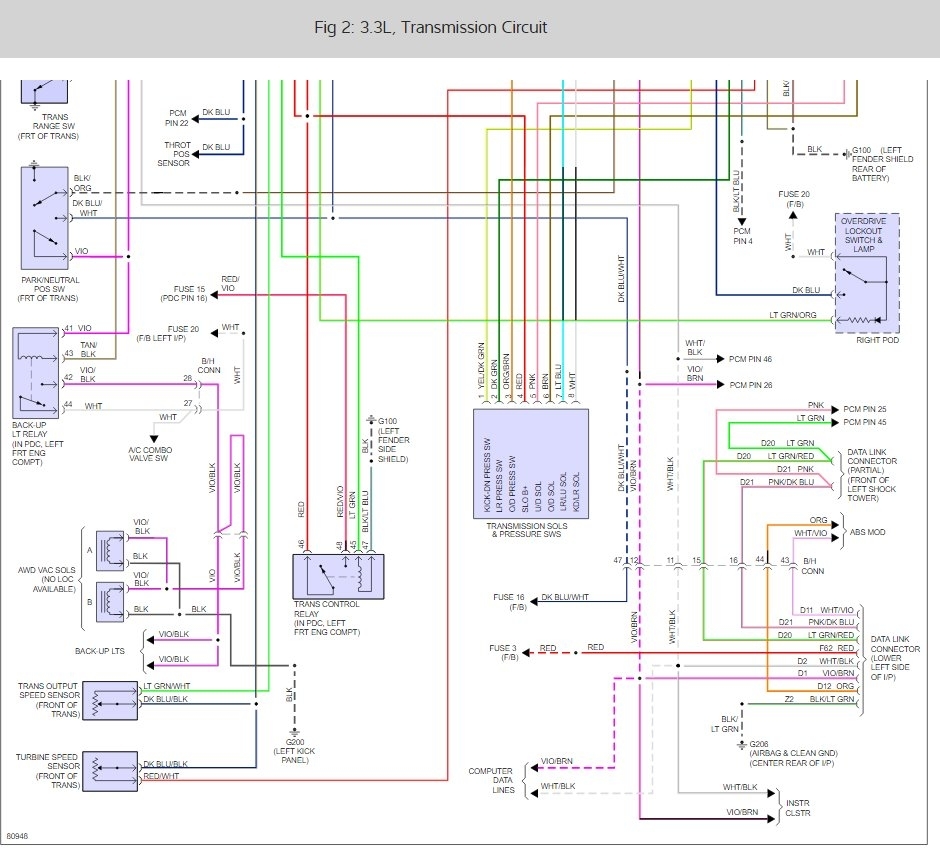 Fig 2: 3.3L, Transmission Circuit
TRANS
RANGE SW
(FRT OF TRANS)
PCM
PIN 22
DK BLU
THROT
POS
SENSOR
DK BLU
BLK/
BLK
G100 (LEFT
FENDER SHIELD
REAR OF
BATTERY)
BLK/
ORG
DK BLU/
WHT
VIO
PARK/NEUTRAL
POS SW
(FRT OF TRANS)
BLK/LT BLU
PCM
PIN 4
FUSE 20
(F/B)
WHT
WHT
OVERDRIVE
LOCKOUT
SWITCH &
LAMP
DK BLU
LT GRN/ORG
RIGHT POD
FUSE 15
(PDC PIN 16)
RED/
VIO
FUSE 20
(F/B LEFT I/P)
WHT
DK BLU/WHT
41 VIO
43 TAN/
BLK
42 VIO/
BLK
44 WHT
BACK-UP
LT RELAY
(IN PDC, LEFT
FRT ENG
COMPT)
B/H
CONN
28
27
WHT
WHT
A/C COMBO
VALVE SW
WHT/
BLK
PCM PIN 46
VIO/
BRN
PCM PIN 26
1 YEL/DK GRN
2 DK GRN
3 ORG/BRN
4 RED
5 PNK
6 BRN
7 LT BLU
8 WHT
KICK-DN PRESS SW
LR PRESS SW
O/D PRESS SW
SLO B+
U/D SOL
O/D SOL
LR/LU SOL
KD/LR SOL
TRANSMISSION SOLS
& PRESSURE SWS
G100
(LEFT
FENDER
SIDE
SHIELD)
BLK
PNK
PCM PIN 25
LT GRN
PCM PIN 45
D20 LT GRN
D20 LT GRN/RED
D21 PNK
D21 PNK/DK BLU
DATA LINK
CONNECTOR
(PARTIAL)
(FRONT OF
LEFT SHOCK
TOWER)
VIO/BLK
VIO/BLK
RED
RED/VIO
LT GRN
BLK/LT BLU
46
48
45
47
TRANS CONTROL
RELAY
(IN PDC, LEFT
FRT ENG COMPT)
DK BLU/WHT
VIO/BRN
WHT/BLK
ORG
WHT/VIO
ABS MOD
47
12
11
15
16
44
43
B/H
CONN
AWD VAC SOLS
(NO LOC
AVAILABLE)
A
B
VIO/
BLK
BLK
VIO/
BLK
BLK
BLK
VIO
VIO/BLK
BACK-UP LTS
VIO/BLK
VIO/BLK
FUSE 16
(F/B)
DK BLU/WHT
FUSE 3
(F/B)
RED
RED
VIO/BRN
WHT/BLK
D11 WHT/VIO
D21 PNK/DK BLU
D20 LT GRN/RED
F62 RED
D2 WHT/BLK
D1 VIO/BRN
D12 ORG
Z2 BLK/LT GRN
DATA LINK
CONNECTOR
(LOWER
LEFT SIDE
OF I/P)
TRANS OUTPUT
SPEED SENSOR
(FRONT OF
TRANS)
LT GRN/WHT
DK BLU/BLK
BLK
G200
(LEFT KICK
PANEL)
BLK/
LT GRN
G206
(AIRBAG & CLEAN GND)
(CENTER REAR OF I/P)
TURBINE SPEED
SENSOR
(FRONT OF
TRANS)
DK BLU/BLK
RED/WHT
COMPUTER
DATA
LINES
VIO/BRN
WHT/BLK
WHT/BLK
VIO/BRN
INSTR
CLSTR
80946